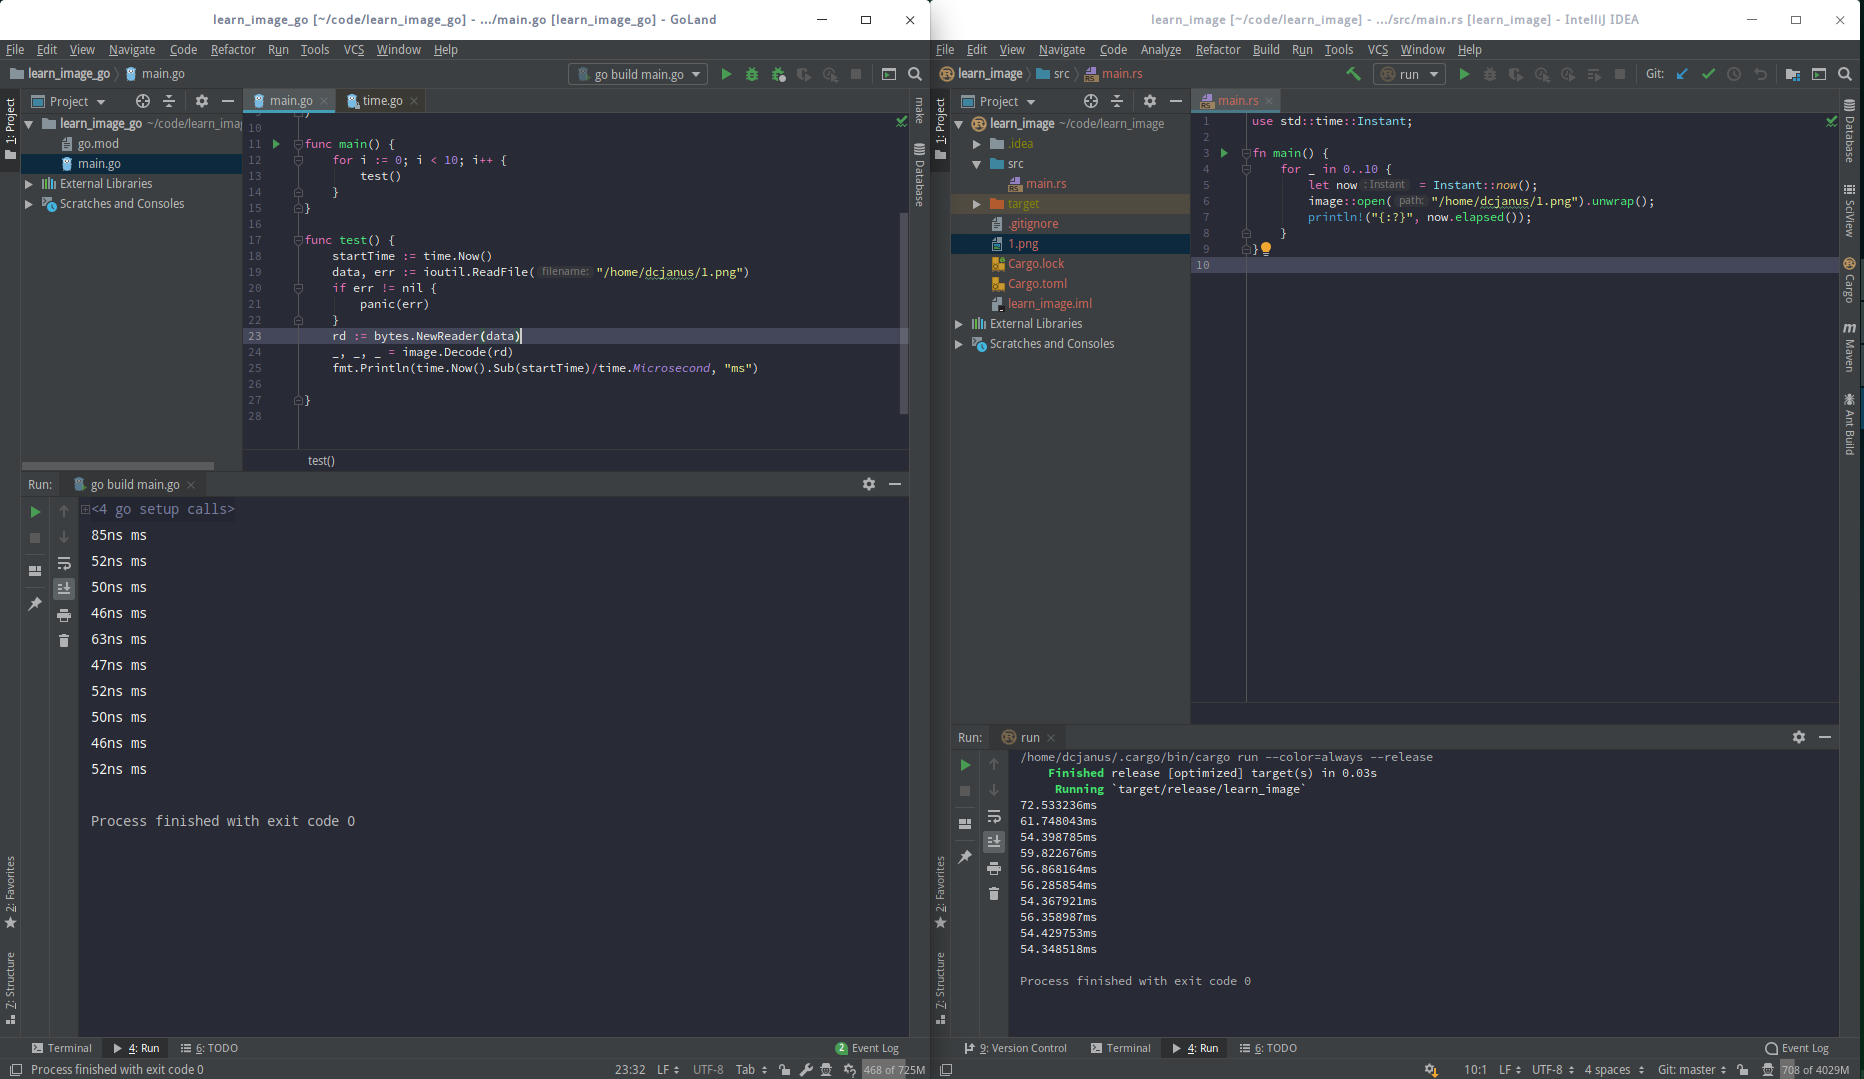 learn_image_go [~/code/learn_image_go] - .../main.go [learn_image_go] - GoLand
File Edit View Navigate Code Refactor Run Tools VCS Window Help
learn_image_go main.go
go build main.go
1: Project
Project
main.go
time.go
learn_image_go ~/code/learn_ima
go.mod
main.go
External Libraries
Scratches and Consoles
10
11 func main() {
12 for i := 0; i < 10; i++ {
13 test()
14 }
15 }
16
17 func test() {
18 startTime := time.Now()
19 data, err := ioutil.ReadFile( filename: "/home/dcjanus/1.png")
20 if err != nil {
21 panic(err)
22 }
23 rd := bytes.NewReader(data)
24 _, _, _ = image.Decode(rd)
25 fmt.Println(time.Now().Sub(startTime)/time.Microsecond, "ms")
26
27 }
28
test()
make
Database
Run: go build main.go
<4 go setup calls>
85ns ms
52ns ms
50ns ms
46ns ms
63ns ms
47ns ms
52ns ms
50ns ms
46ns ms
52ns ms
Process finished with exit code 0
2: Favorites
7: Structure
Terminal 4: Run 6: TODO 2 Event Log
Process finished with exit code 0 23:32 LF UTF-8 Tab 468 of 725M
learn_image [~/code/learn_image] - .../src/main.rs [learn_image] - IntelliJ IDEA
File Edit View Navigate Code Analyze Refactor Build Run Tools VCS Window Help
learn_image src main.rs
run
Git:
1: Project
Project
main.rs
learn_image ~/code/learn_image
.idea
src
main.rs
target
.gitignore
1.png
Cargo.lock
Cargo.toml
learn_image.iml
External Libraries
Scratches and Consoles
1 use std::time::Instant;
2
3 fn main() {
4 for _ in 0..10 {
5 let now : Instant = Instant::now();
6 image::open( path: "/home/dcjanus/1.png").unwrap();
7 println!("{:?}", now.elapsed());
8 }
9 }
10
Database
SciView
Cargo
Maven
Ant Build
Run: run
/home/dcjanus/.cargo/bin/cargo run --color=always --release
Finished release [optimized] target(s) in 0.03s
Running `target/release/learn_image`
72.533236ms
61.748043ms
54.398785ms
59.822676ms
56.868164ms
56.285854ms
54.367921ms
56.358987ms
54.429753ms
54.348518ms
Process finished with exit code 0
2: Favorites
7: Structure
9: Version Control Terminal 4: Run 6: TODO Event Log
10:1 LF UTF-8 4 spaces Git: master 708 of 4029M